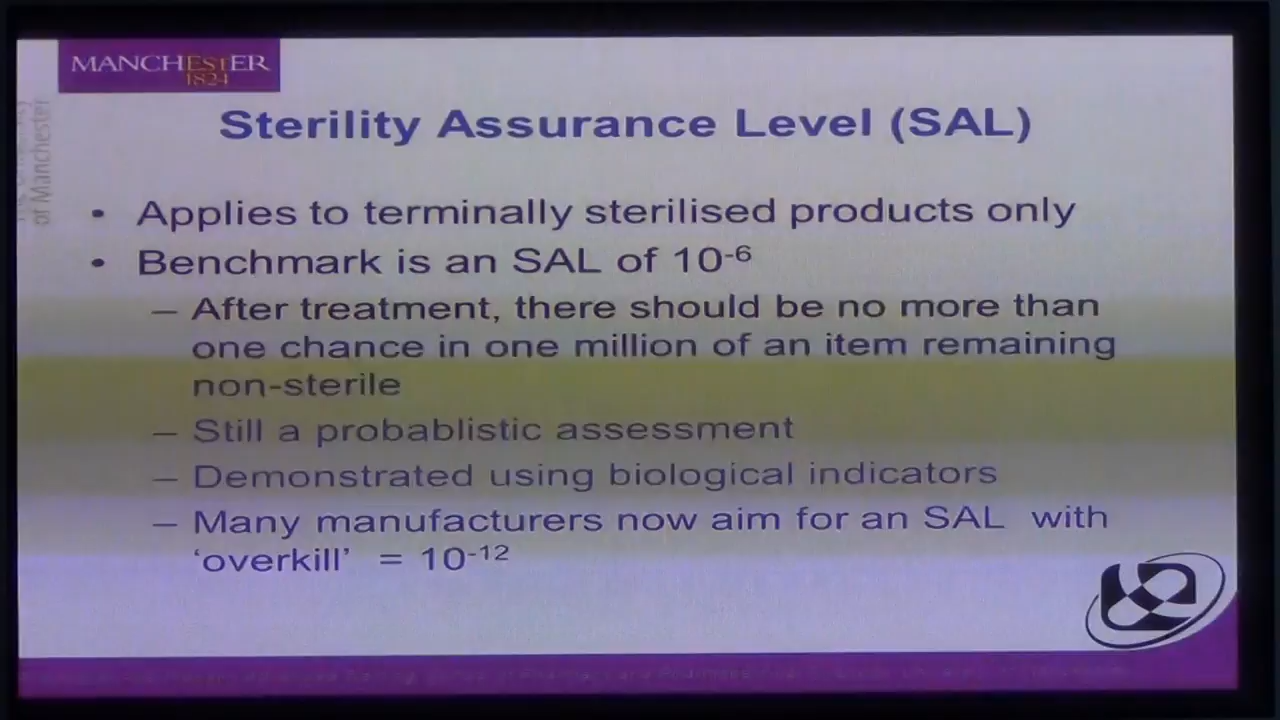 MANCHESTER
1824
of Manchester
Sterility Assurance Level (SAL)
• Applies to terminally sterilised products only
• Benchmark is an SAL of 10⁻⁶
– After treatment, there should be no more than
one chance in one million of an item remaining
non-sterile
– Still a probablistic assessment
– Demonstrated using biological indicators
– Many manufacturers now aim for an SAL with
‘overkill’ = 10⁻¹²